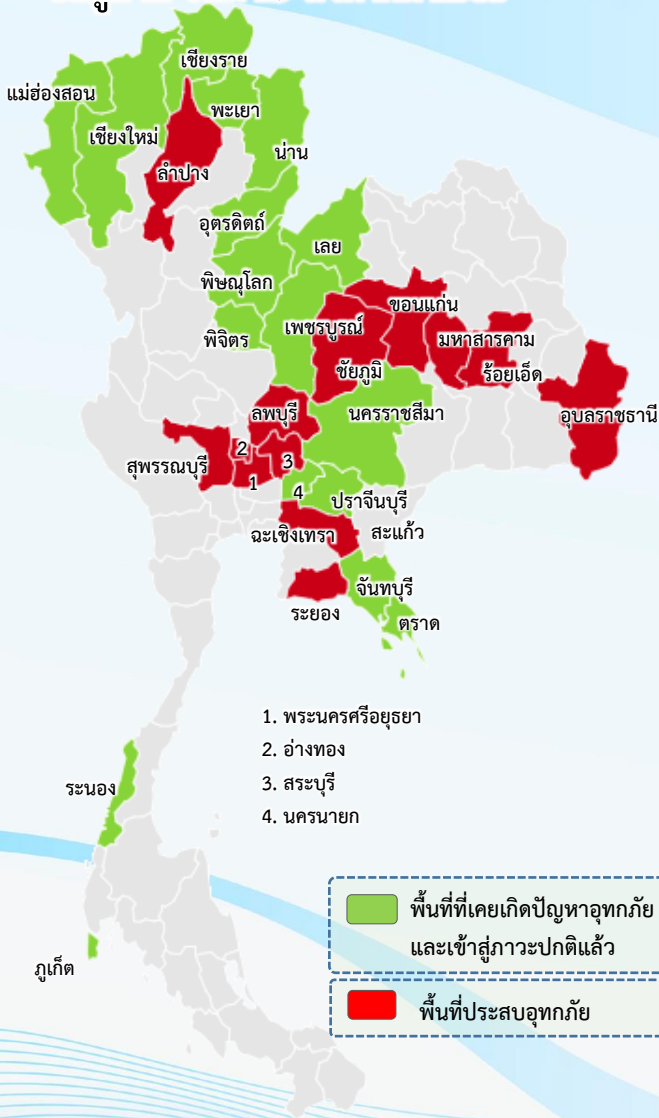 เชียงราย
แม่ฮ่องสอน
พะเยา
เชียงใหม่
น่าน
ลำปาง
อุตรดิตถ์
เลย
พิษณุโลก
ขอนแก่น
เพชรบูรณ์
พิจิตร
มหาสารคาม
ชัยภูมิ
ร้อยเอ็ด
ลพบุรี
นครราชสีมา
อุบลราชธานี
2
สุพรรณบุรี
3
1
4
ปราจีนบุรี
ฉะเชิงเทรา
สะแก้ว
จันทบุรี
ระยอง
ตราด
1. พระนครศรีอยุธยา
2. อ่างทอง
3. สระบุรี
4. นครนายก
ระนอง
พื้นที่ที่เคยเกิดปัญหาอุทกภัย
และเข้าสู่ภาวะปกติแล้ว
ภูเก็ต
พื้นที่ประสบอุทกภัย